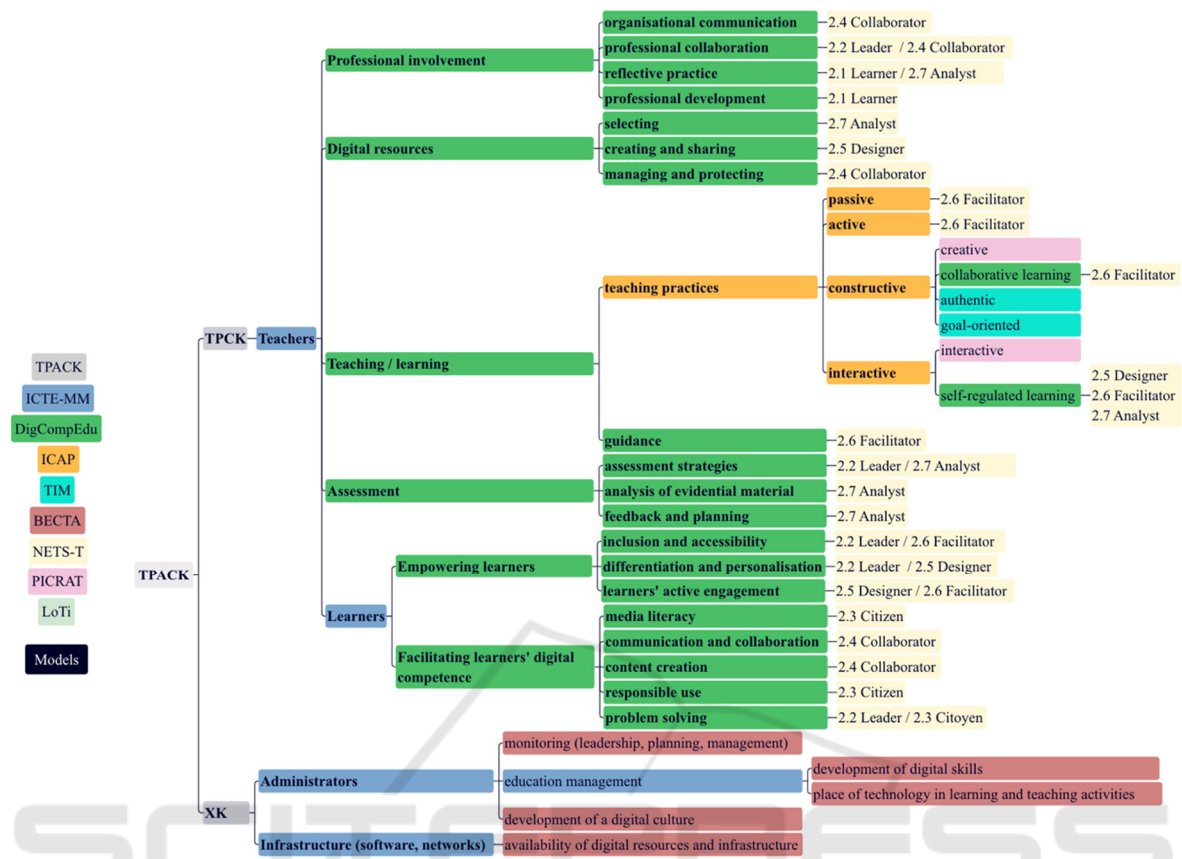 organisational communication 2.4 Collaborator
professional collaboration 2.2 Leader / 2.4 Collaborator
Professional involvement
reflective practice 2.1 Learner / 2.7 Analyst
professional development 2.1 Learner
selecting 2.7 Analyst
Digital resources creating and sharing 2.5 Designer
managing and protecting 2.4 Collaborator
passive 2.6 Facilitator
active 2.6 Facilitator
creative
collaborative learning 2.6 Facilitator
teaching practices constructive
authentic
goal-oriented
TPCK Teachers
interactive
Teaching / learning
interactive
2.5 Designer
self-regulated learning 2.6 Facilitator
2.7 Analyst
guidance 2.6 Facilitator
assessment strategies 2.2 Leader / 2.7 Analyst
Assessment analysis of evidential material 2.7 Analyst
feedback and planning 2.7 Analyst
inclusion and accessibility 2.2 Leader / 2.6 Facilitator
Empowering learners differentiation and personalisation 2.2 Leader / 2.5 Designer
learners' active engagement 2.5 Designer / 2.6 Facilitator
Learners
media literacy 2.3 Citizen
communication and collaboration 2.4 Collaborator
Facilitating learners' digital
competence
content creation 2.4 Collaborator
responsible use 2.3 Citizen
problem solving 2.2 Leader / 2.3 Citoyen
TPACK
ICTE-MM
DigCompEdu
ICAP
TIM
BECTA
NETS-T
PICRAT
LoTi
Models
TPACK
monitoring (leadership, planning, management)
Administrators education management
development of digital skills
place of technology in learning and teaching activities
XK
development of a digital culture
Infrastructure (software, networks) availability of digital resources and infrastructure
SCITEPRESS